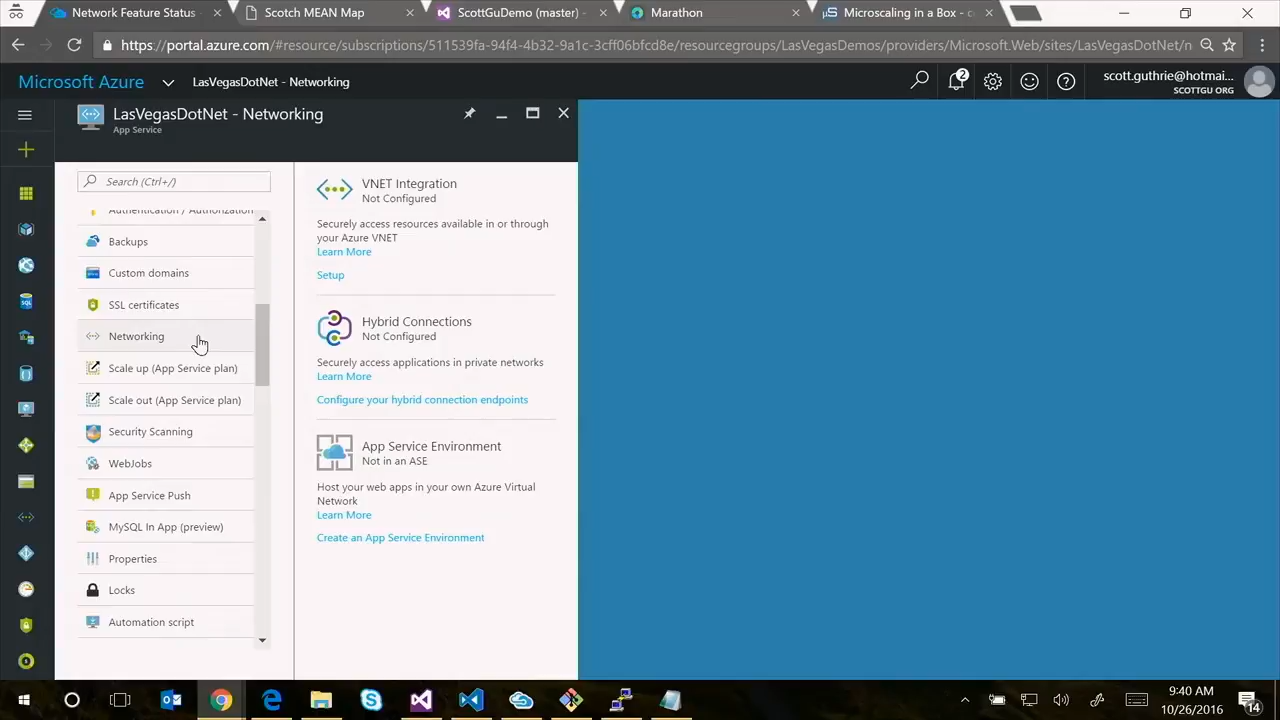 Network Feature Status
Scotch MEAN Map
ScottGuDemo (master) -
Marathon
Microscaling in a Box - c
https://portal.azure.com/#resource/subscriptions/511539fa-94f4-4b32-9a1c-3cff06bfcd8e/resourcegroups/LasVegasDemos/providers/Microsoft.Web/sites/LasVegasDotNet/n
Microsoft Azure
LasVegasDotNet - Networking
2
scott.guthrie@hotmai...
SCOTTGU ORG
LasVegasDotNet - Networking
App Service
Search (Ctrl+/)
Authentication / Authorization
Backups
Custom domains
SSL certificates
Networking
Scale up (App Service plan)
Scale out (App Service plan)
Security Scanning
WebJobs
App Service Push
MySQL In App (preview)
Properties
Locks
Automation script
VNET Integration
Not Configured
Securely access resources available in or through
your Azure VNET
Learn More
Setup
Hybrid Connections
Not Configured
Securely access applications in private networks
Learn More
Configure your hybrid connection endpoints
App Service Environment
Not in an ASE
Host your web apps in your own Azure Virtual
Network
Learn More
Create an App Service Environment
9:40 AM
10/26/2016
14